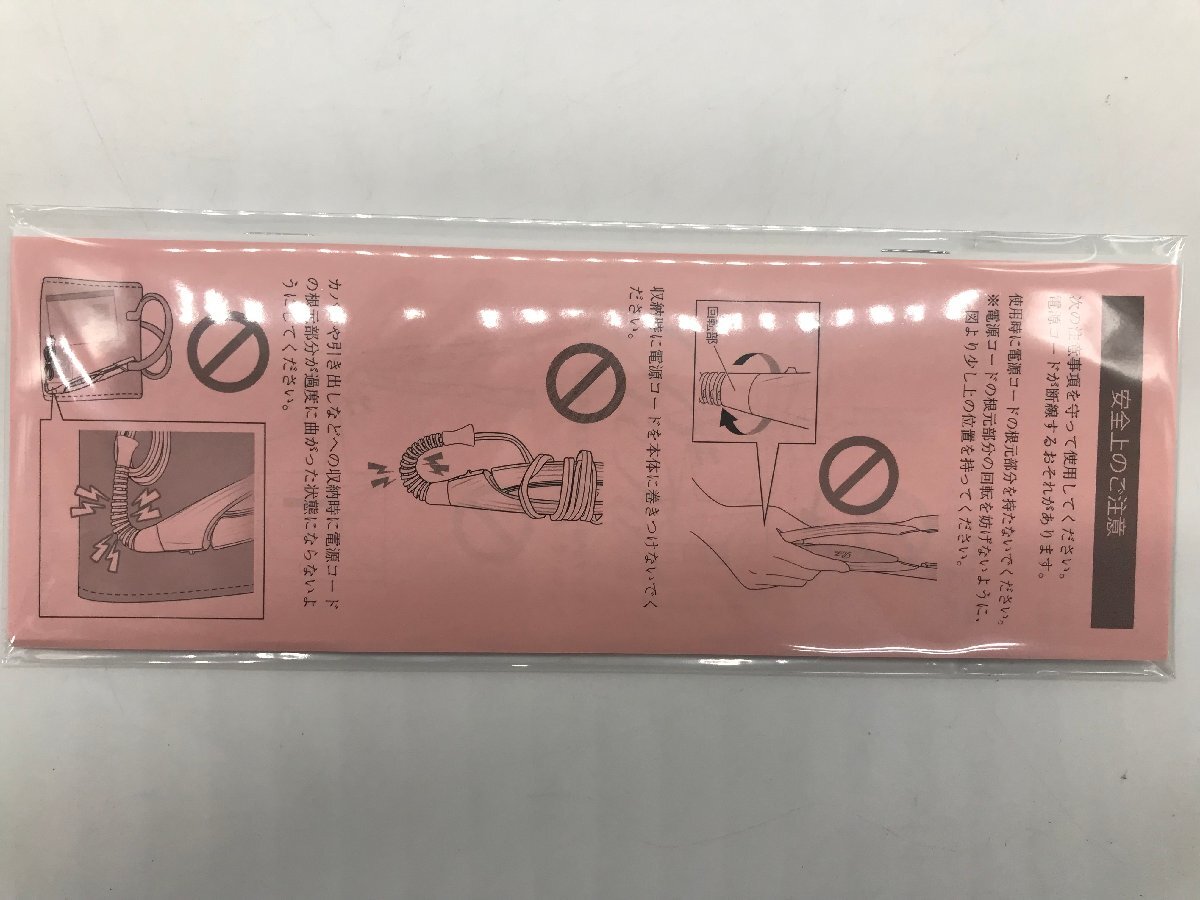 安全上のご注意
次の注意事項を守って使用してください。
電源コードが断線するおそれがあります。
使用時に電源コードの根元部分を持たないでください。
※電源コードの根元部分の回転を妨げないように、
図より少し上の位置を持ってください。
回転部
収納時に電源コードを本体に巻きつけないでく
ださい。
カバンや引き出しなどへの収納時に電源コード
の根元部分が過度に曲がった状態にならないよ
うにしてください。